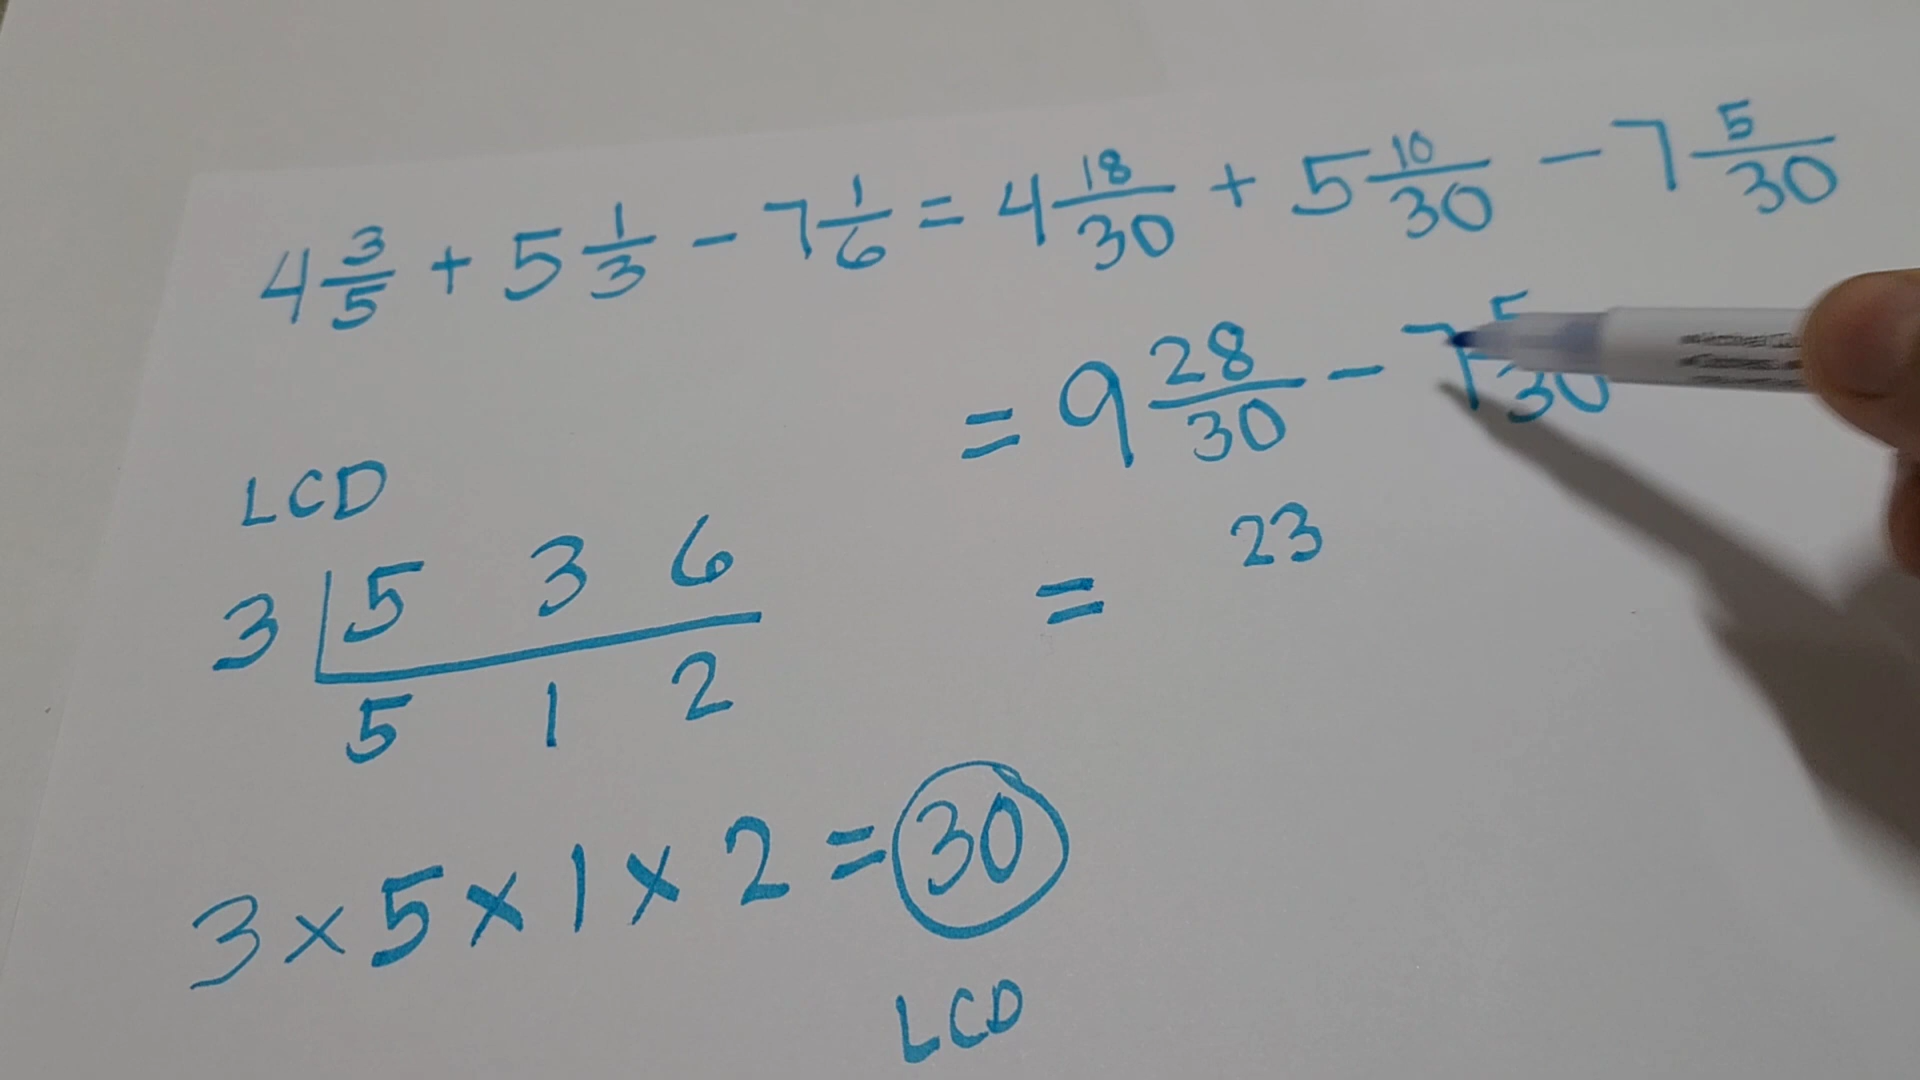 4 3/5 + 5 1/3 - 7 1/6 = 4 18/30 + 5 10/30 - 7 5/30
= 9 28/30 - 7 5/30
= 23
LCD
3 | 5 3 6
5 1 2
3 × 5 × 1 × 2 = 30
LCD